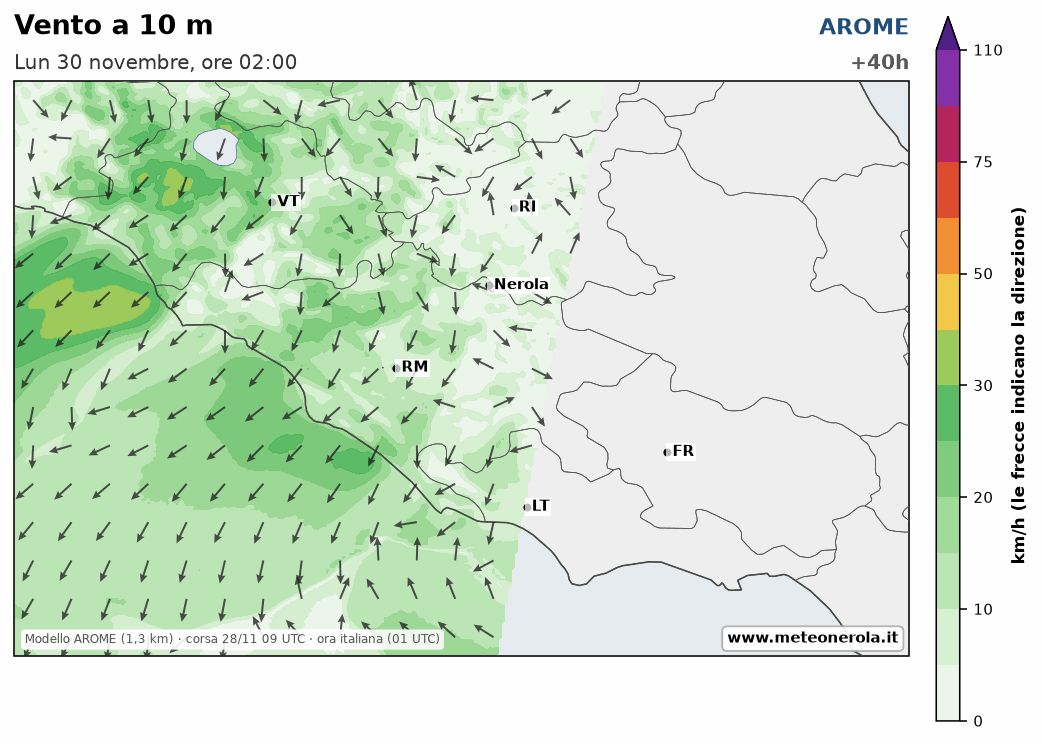 Vento a 10 m
AROME
Lun 30 novembre, ore 02:00
+40h
VT
RI
Nerola
RM
FR
LT
Modello AROME (1,3 km) · corsa 28/11 09 UTC · ora italiana (01 UTC)
www.meteonerola.it
110
75
50
30
20
10
0
km/h (le frecce indicano la direzione)